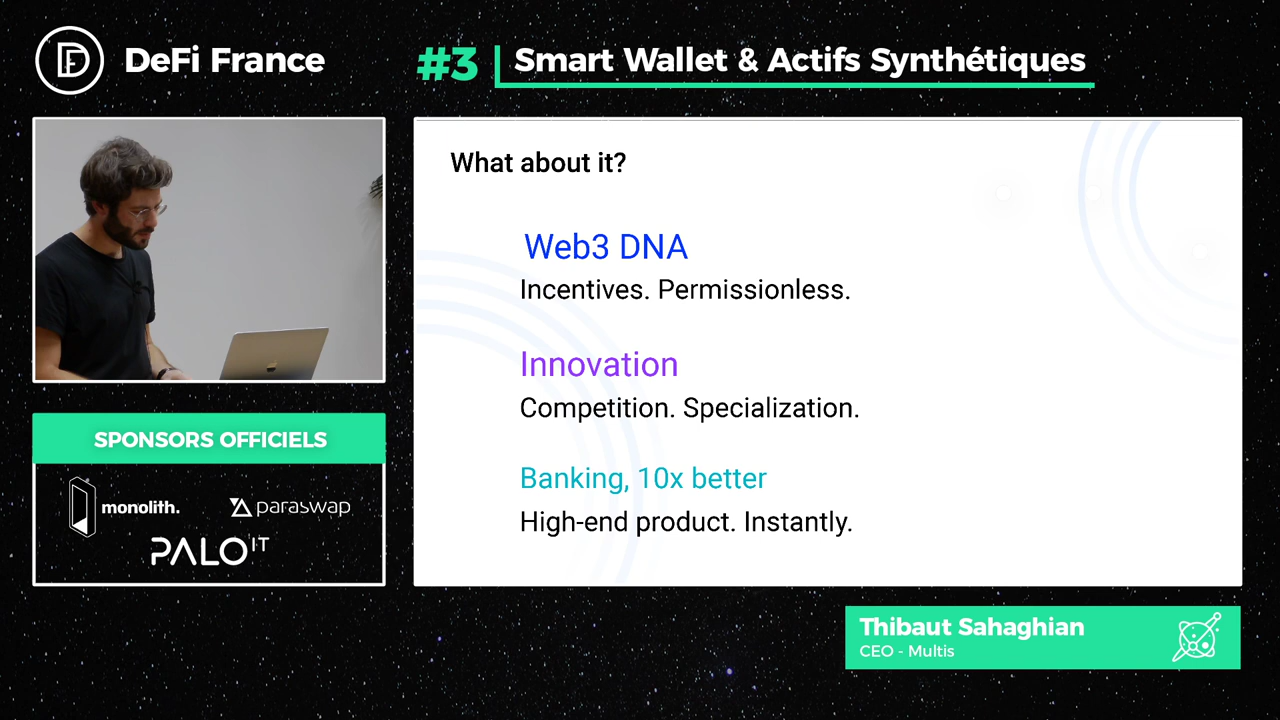 DeFi France
#3
Smart Wallet & Actifs Synthétiques
What about it?
Web3 DNA
Incentives. Permissionless.
Innovation
Competition. Specialization.
Banking, 10x better
High-end product. Instantly.
SPONSORS OFFICIELS
monolith.
paraswap
PALO IT
Thibaut Sahaghian
CEO - Multis